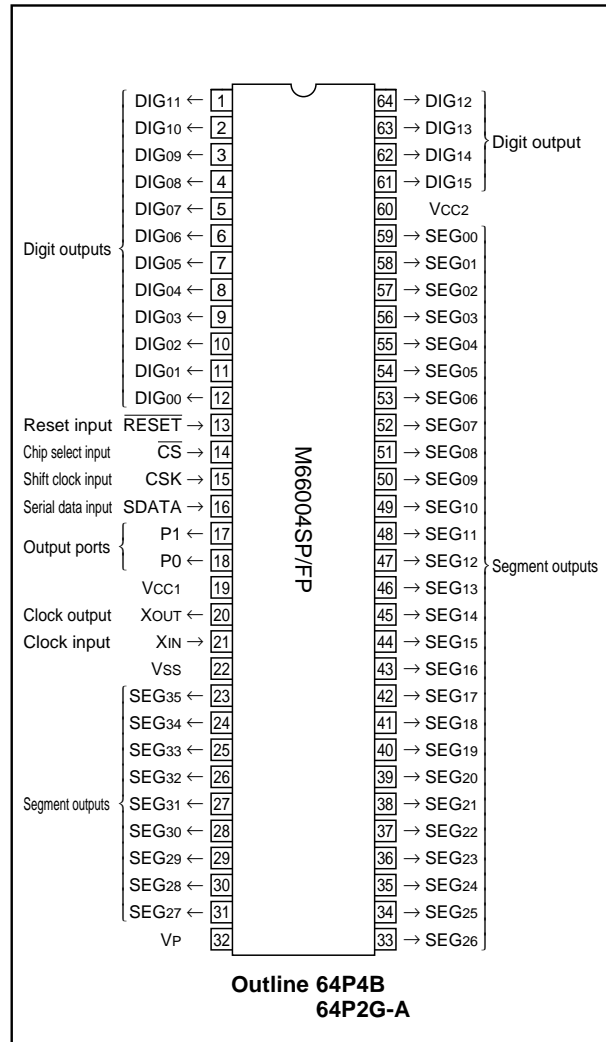 DIG11 ← 1 64 → DIG12
DIG10 ← 2 63 → DIG13
DIG09 ← 3 62 → DIG14
Digit output
DIG08 ← 4 61 → DIG15
DIG07 ← 5 60 VCC2
DIG06 ← 6 59 → SEG00
Digit outputs
DIG05 ← 7 58 → SEG01
DIG04 ← 8 57 → SEG02
DIG03 ← 9 56 → SEG03
DIG02 ← 10 55 → SEG04
DIG01 ← 11 54 → SEG05
DIG00 ← 12 53 → SEG06
Reset input RESET → 13 52 → SEG07
Chip select input CS → 14 51 → SEG08
Shift clock input CSK → 15 50 → SEG09
Serial data input SDATA → 16 49 → SEG10
P1 ← 17 48 → SEG11
Output ports
P0 ← 18 47 → SEG12
Segment outputs
VCC1 19 46 → SEG13
Clock output XOUT ← 20 45 → SEG14
Clock input XIN → 21 44 → SEG15
VSS 22 43 → SEG16
SEG35 ← 23 42 → SEG17
SEG34 ← 24 41 → SEG18
SEG33 ← 25 40 → SEG19
SEG32 ← 26 39 → SEG20
Segment outputs SEG31 ← 27 38 → SEG21
SEG30 ← 28 37 → SEG22
SEG29 ← 29 36 → SEG23
SEG28 ← 30 35 → SEG24
SEG27 ← 31 34 → SEG25
VP 32 33 → SEG26
M66004SP/FP
Outline 64P4B
64P2G-A